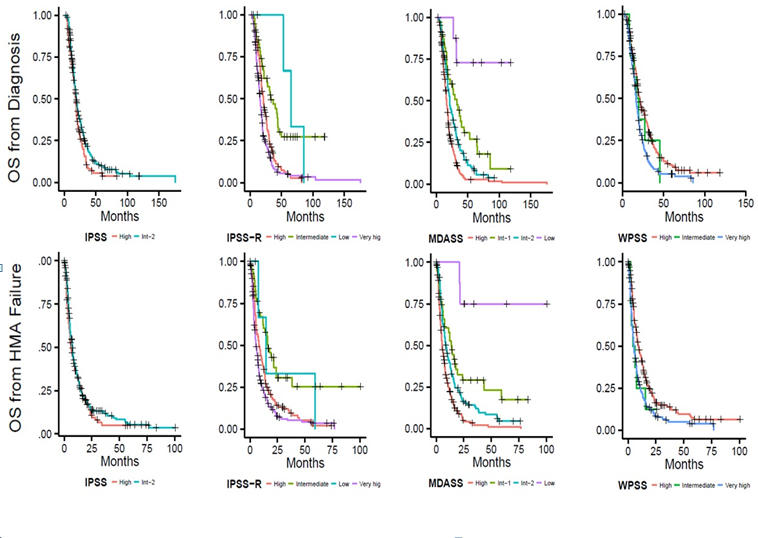 OS from Diagnosis
1.00
0.75
0.50
0.25
0.00
0 50 100 150
Months
IPSS High Int-2
1.00
0.75
0.50
0.25
0.00
0 50 100 150
Months
IPSS-R High Intermediate Low Very hig
1.00
0.75
0.50
0.25
0.00
0 50 100 150
Months
MDASS High Int-1 Int-2 Low
1.00
0.75
0.50
0.25
0.00
0 50 100 150
Months
WPSS High Intermediate Very high
OS from HMA Failure
.00
.75
.50
.25
.00
0 25 50 75 100
Months
IPSS High Int-2
1.00
0.75
0.50
0.25
0.00
0 25 50 75 100
Months
IPSS-R High Intermediate Low Very hig
1.00
0.75
0.50
0.25
0.00
0 25 50 75 100
Months
MDASS High Int-1 Int-2 Low
1.00
0.75
0.50
0.25
0.00
0 25 50 75 100
Months
WPSS High Intermediate Very high